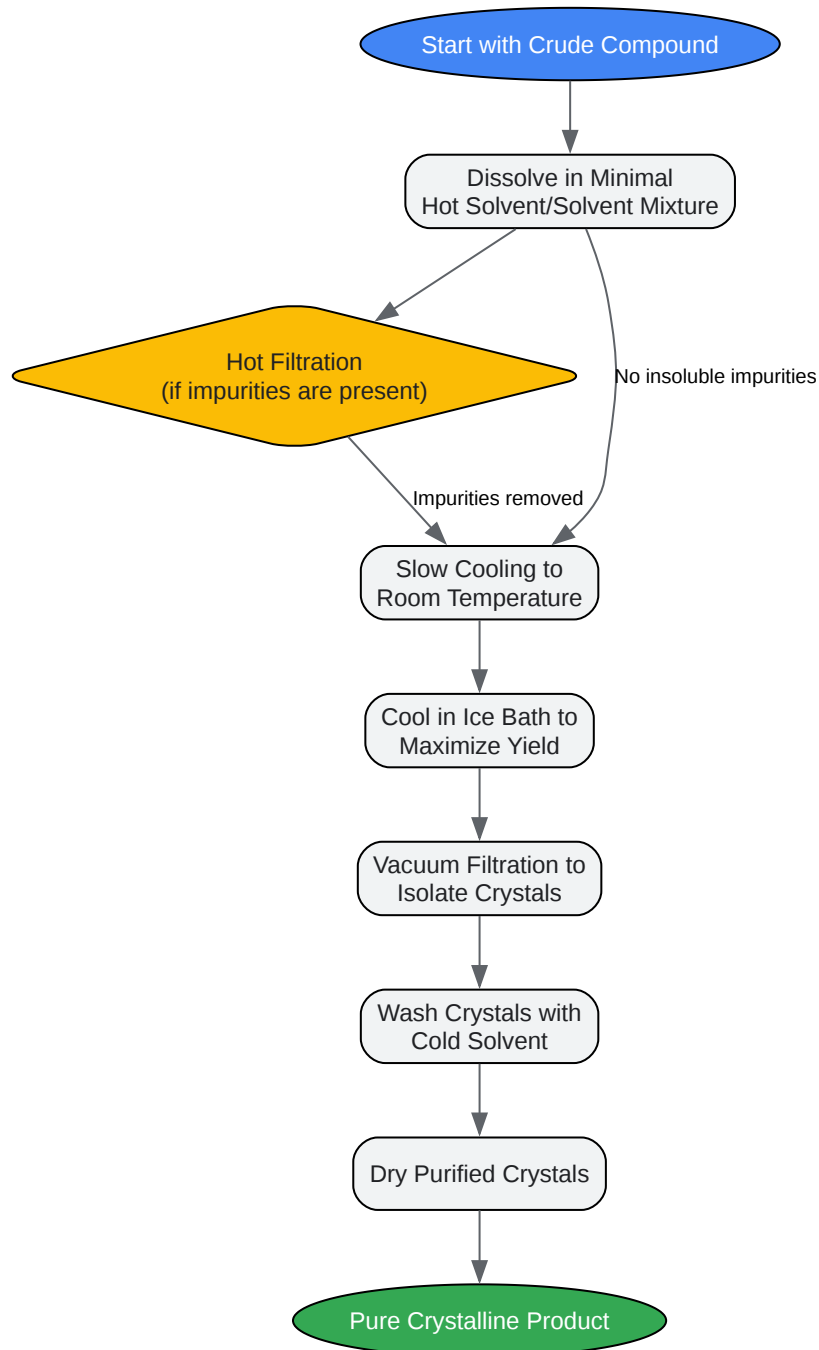 Start with Crude Compound
Dissolve in Minimal
Hot Solvent/Solvent Mixture
Hot Filtration
(if impurities are present)
No insoluble impurities
Impurities removed
Slow Cooling to
Room Temperature
Cool in Ice Bath to
Maximize Yield
Vacuum Filtration to
Isolate Crystals
Wash Crystals with
Cold Solvent
Dry Purified Crystals
Pure Crystalline Product